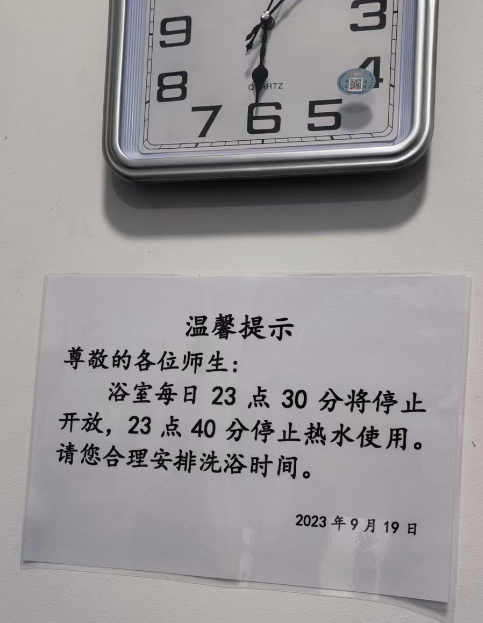 3
9
4
8
QUARTZ
7 6 5
温馨提示
尊敬的各位师生：
浴室每日 23 点 30 分将停止
开放，23 点 40 分停止热水使用。
请您合理安排洗浴时间。
2023 年 9 月 19 日